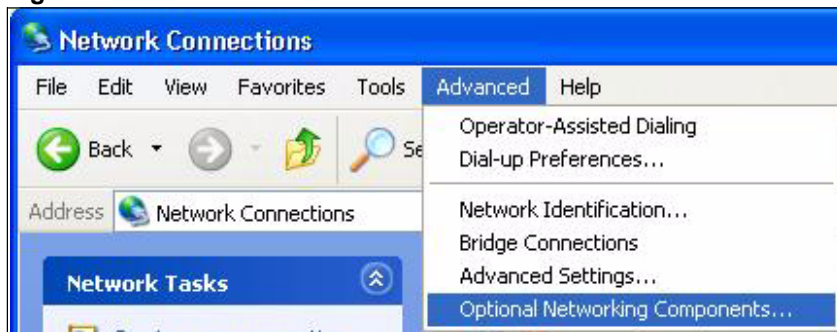 Network Connections
File Edit View Favorites Tools Advanced Help
Back Se
Operator-Assisted Dialing
Dial-up Preferences...
Address Network Connections
Network Identification...
Bridge Connections
Advanced Settings...
Optional Networking Components...
Network Tasks